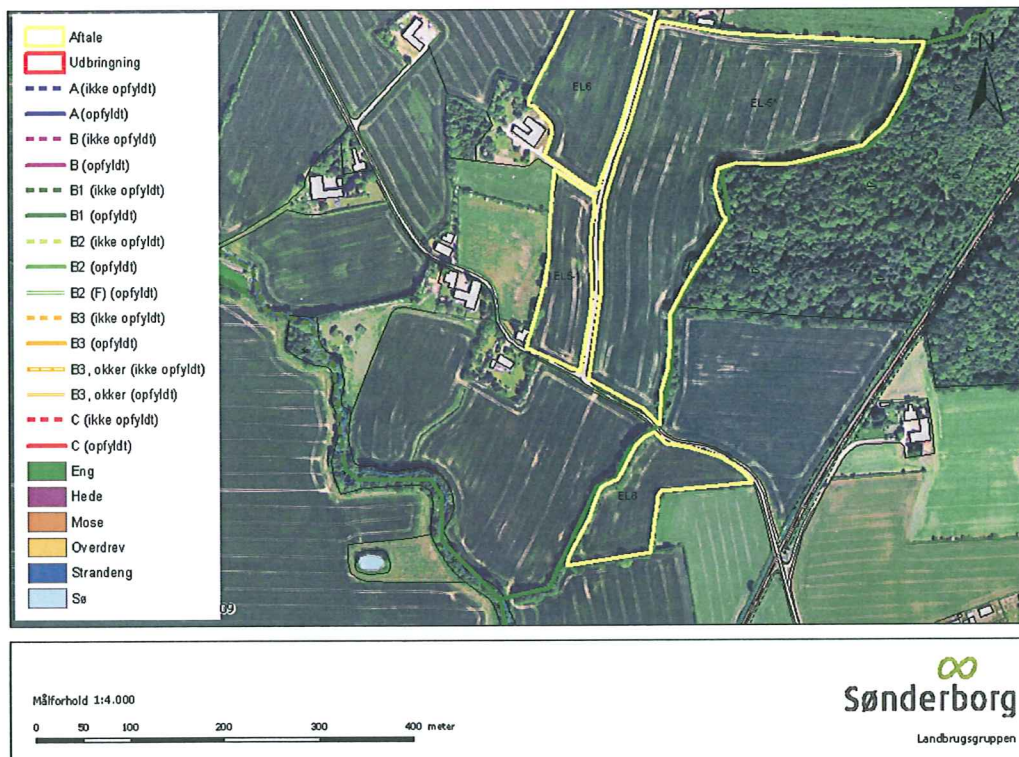 Aftale
Udbringning
A (ikke opfyldt)
A (opfyldt)
B (ikke opfyldt)
B (opfyldt)
B1 (ikke opfyldt)
B1 (opfyldt)
B2 (ikke opfyldt)
B2 (opfyldt)
B2 (F) (opfyldt)
B3 (ikke opfyldt)
B3 (opfyldt)
B3, okker (ikke opfyldt)
B3, okker (opfyldt)
C (ikke opfyldt)
C (opfyldt)
Eng
Hede
Mose
Overdrev
Strandeng
Sø
N
EL6
09
Målforhold 1:4.000
0 50 100 200 300 400 meter
Sønderborg
Landbrugsgruppen